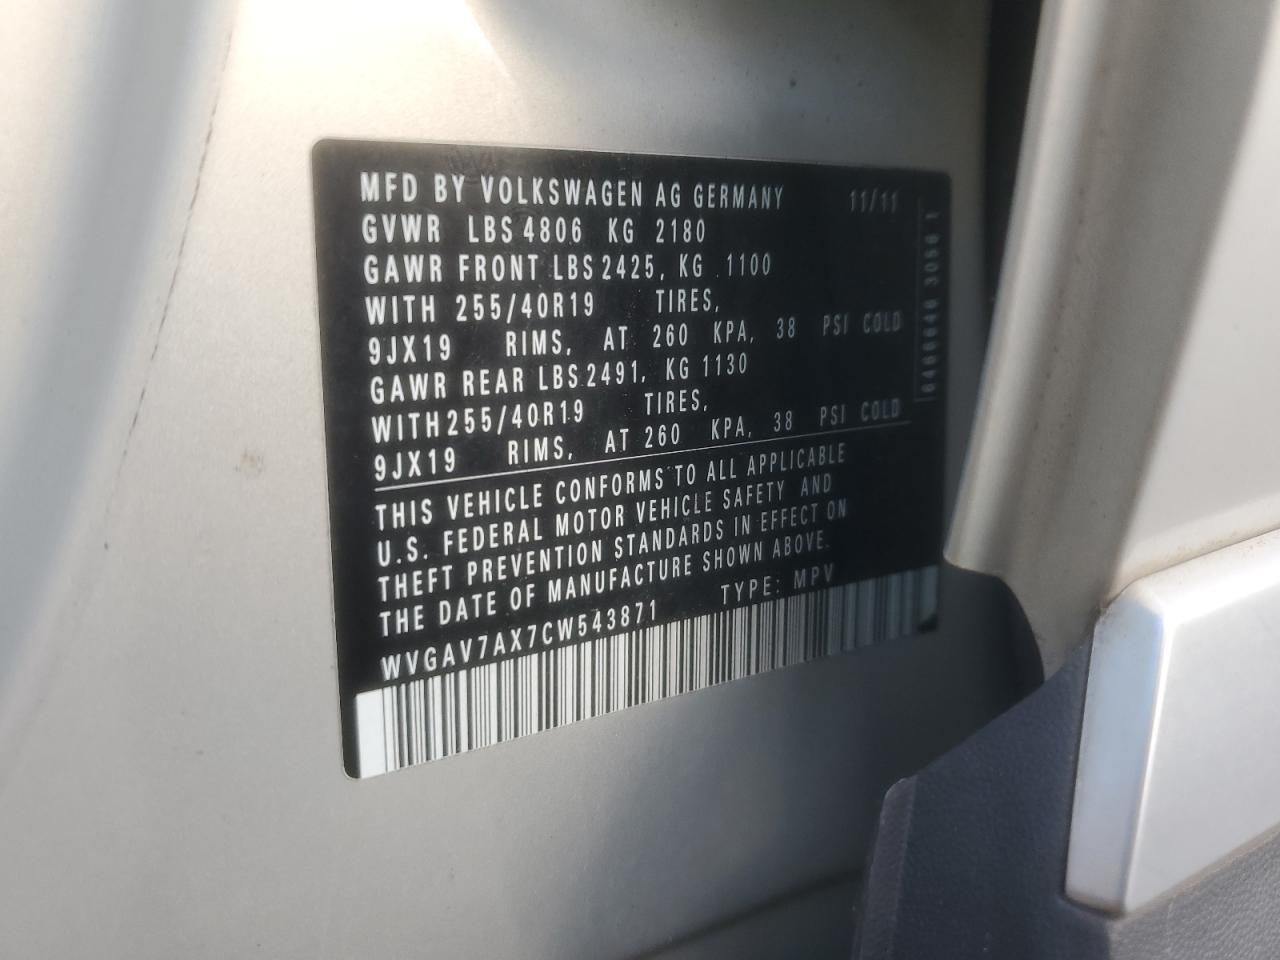 MFD BY VOLKSWAGEN AG GERMANY 11/11
GVWR LBS 4806 KG 2180
GAWR FRONT LBS 2425, KG 1100
WITH 255/40R19 TIRES,
9JX19 RIMS, AT 260 KPA, 38 PSI COLD
GAWR REAR LBS 2491, KG 1130
WITH 255/40R19 TIRES,
9JX19 RIMS, AT 260 KPA, 38 PSI COLD
THIS VEHICLE CONFORMS TO ALL APPLICABLE
U.S. FEDERAL MOTOR VEHICLE SAFETY AND
THEFT PREVENTION STANDARDS IN EFFECT ON
THE DATE OF MANUFACTURE SHOWN ABOVE.
WVGAV7AX7CW543871 TYPE: MPV